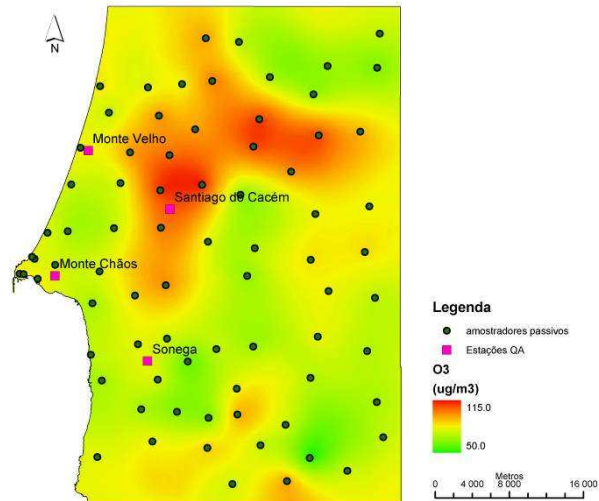 N
Monte Velho
Santiago do Cacém
Monte Chãos
Sonega
Legenda
amostradores passivos
Estações QA
O3
(ug/m3)
115.0
50.0
Metros
0 4 000 8 000 16 000